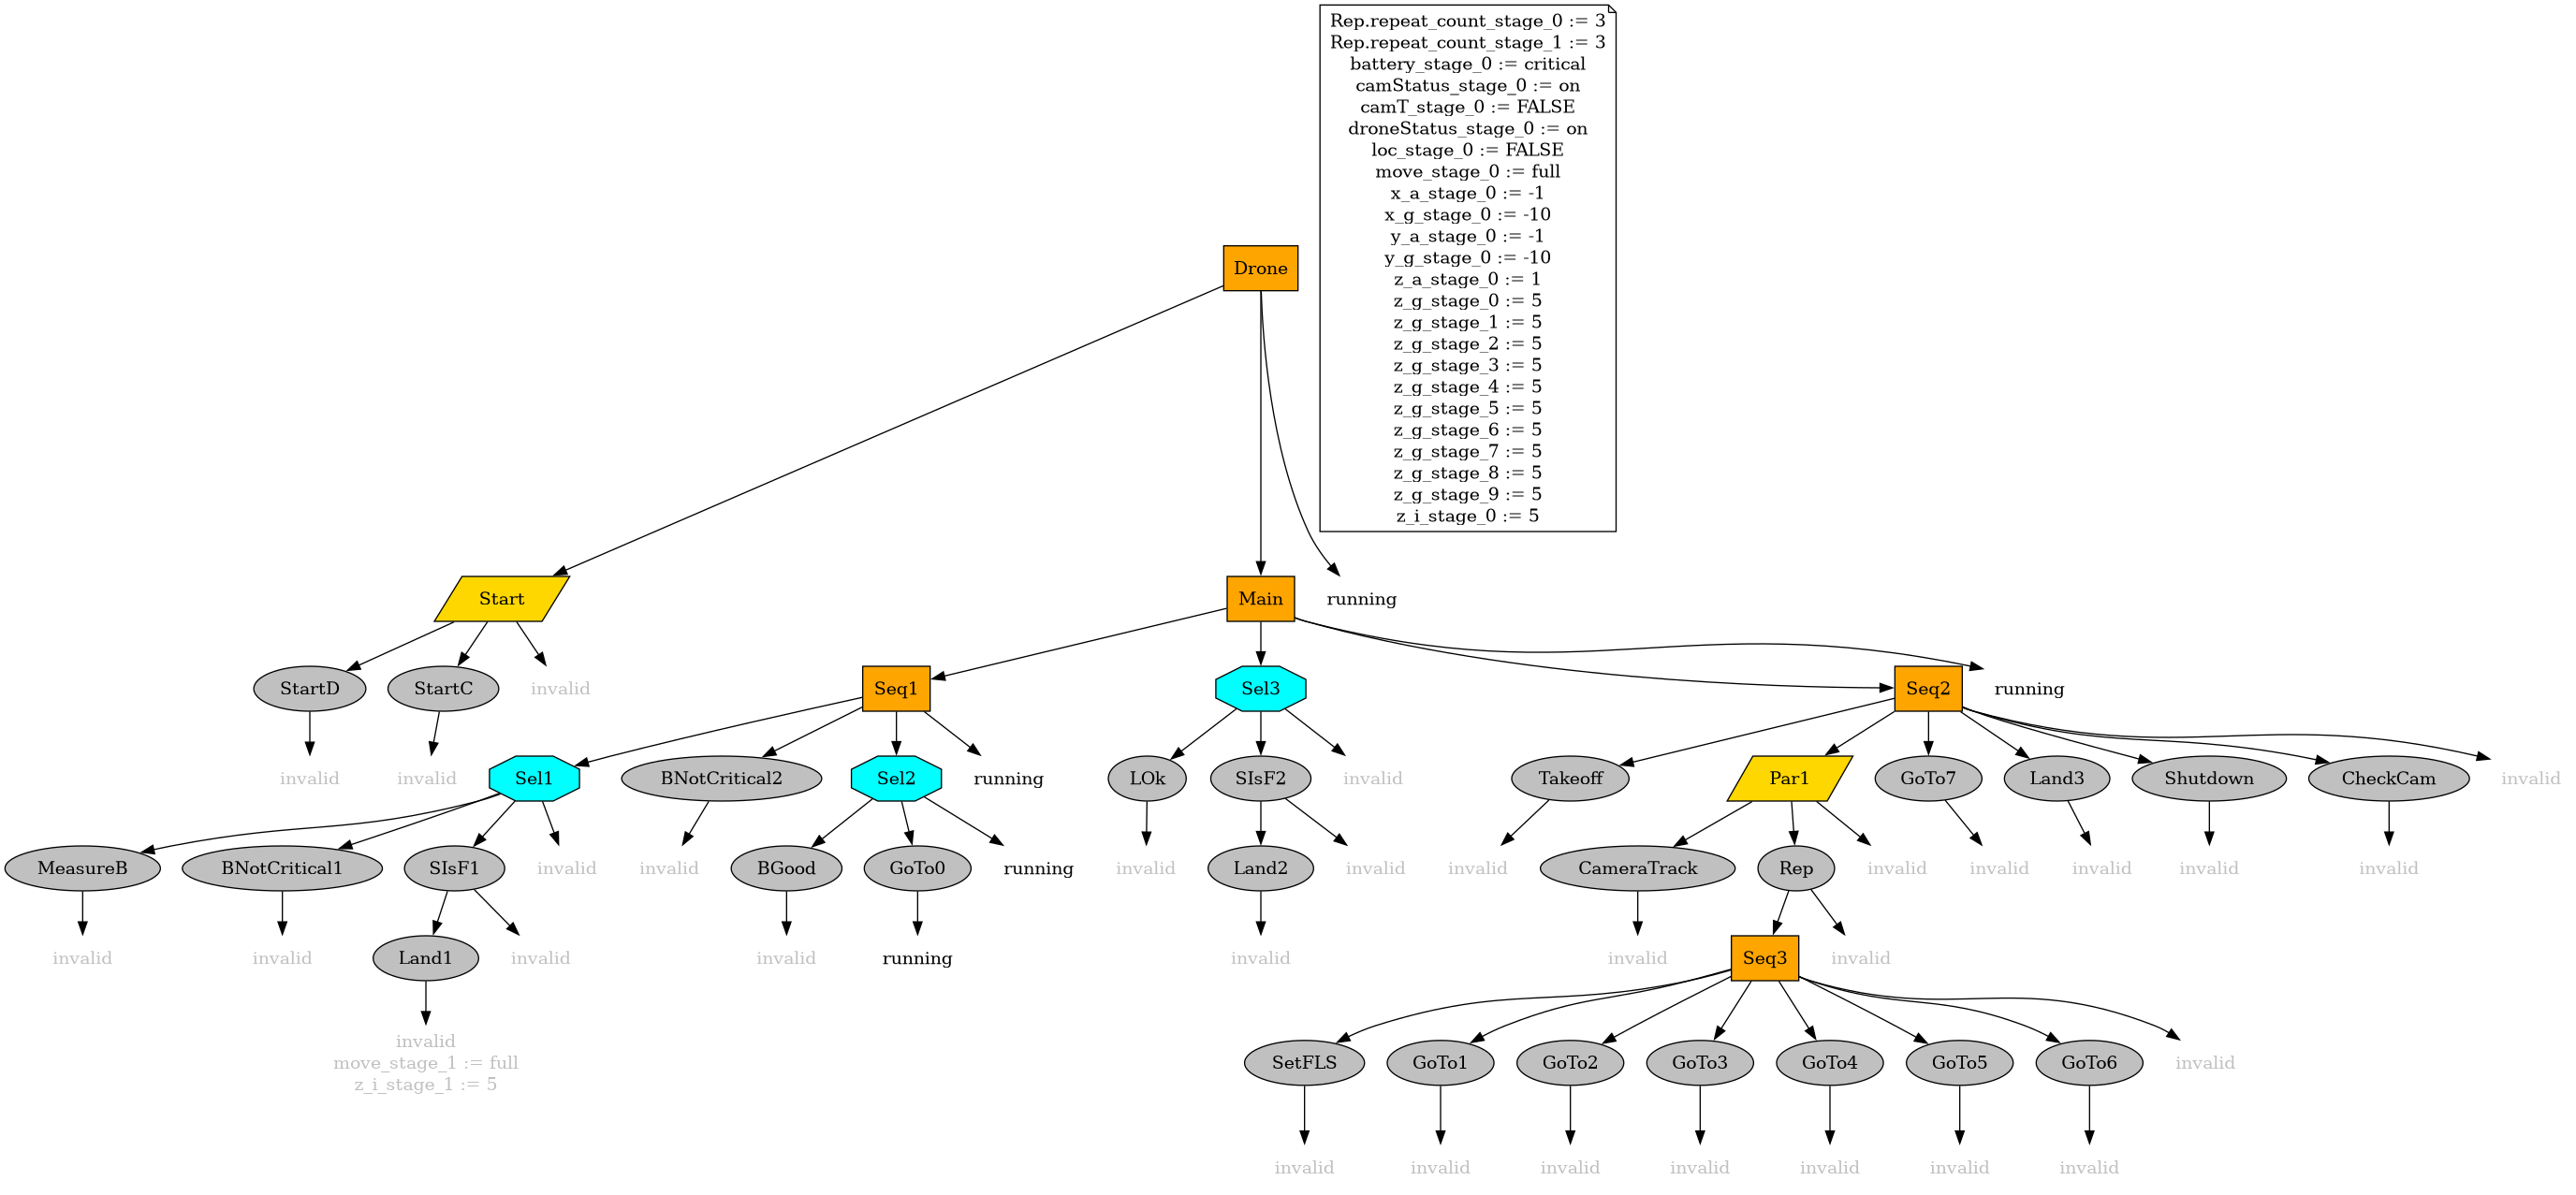 Rep.repeat_count_stage_0 := 3
Rep.repeat_count_stage_1 := 3
battery_stage_0 := critical
camStatus_stage_0 := on
camT_stage_0 := FALSE
droneStatus_stage_0 := on
loc_stage_0 := FALSE
move_stage_0 := full
x_a_stage_0 := -1
x_g_stage_0 := -10
y_a_stage_0 := -1
y_g_stage_0 := -10
z_a_stage_0 := 1
z_g_stage_0 := 5
z_g_stage_1 := 5
z_g_stage_2 := 5
z_g_stage_3 := 5
z_g_stage_4 := 5
z_g_stage_5 := 5
z_g_stage_6 := 5
z_g_stage_7 := 5
z_g_stage_8 := 5
z_g_stage_9 := 5
z_i_stage_0 := 5
Drone
Start
Main
running
StartD
StartC
invalid
Seq1
Sel3
Seq2
running
invalid
invalid
Sel1
BNotCritical2
Sel2
running
LOk
SIsF2
invalid
Takeoff
Par1
GoTo7
Land3
Shutdown
CheckCam
invalid
MeasureB
BNotCritical1
SIsF1
invalid
invalid
BGood
GoTo0
running
invalid
Land2
invalid
invalid
CameraTrack
Rep
invalid
invalid
invalid
invalid
invalid
invalid
invalid
Land1
invalid
invalid
running
invalid
invalid
Seq3
invalid
invalid
move_stage_1 := full
z_i_stage_1 := 5
SetFLS
GoTo1
GoTo2
GoTo3
GoTo4
GoTo5
GoTo6
invalid
invalid
invalid
invalid
invalid
invalid
invalid
invalid